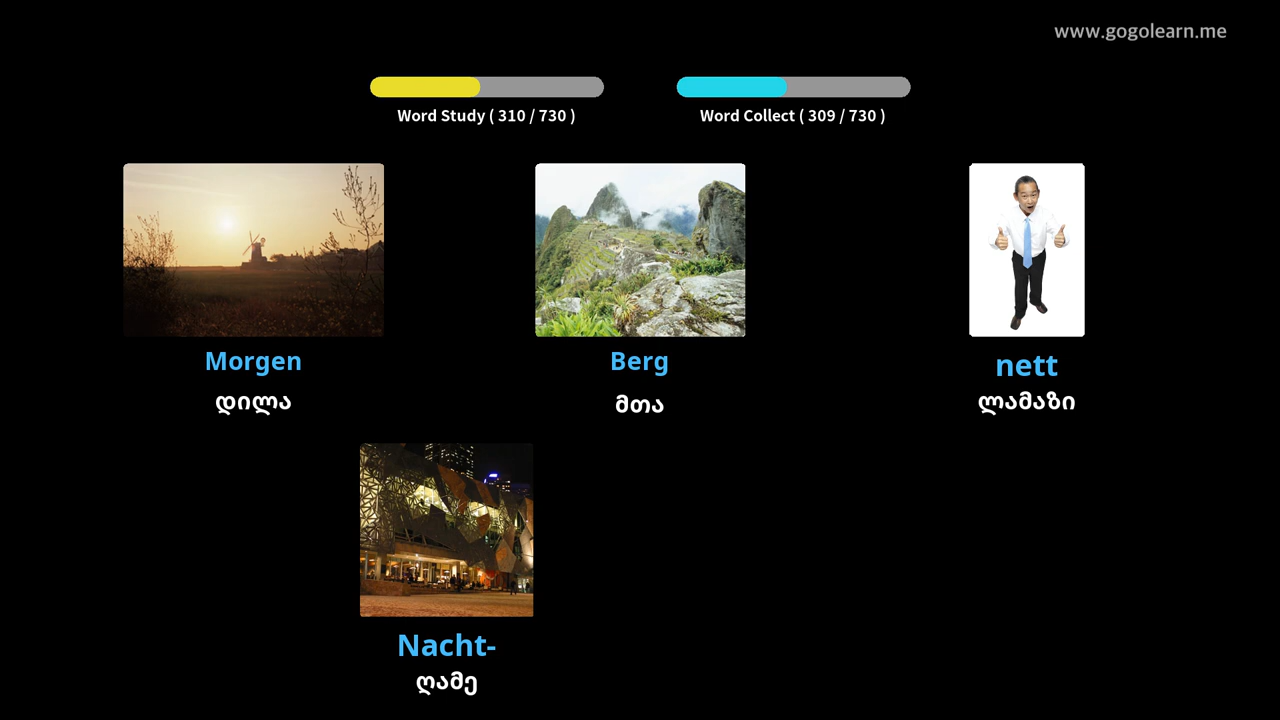 www.gogolearn.me
Word Study ( 310 / 730 )
Word Collect ( 309 / 730 )
Morgen
დილა
Berg
მთა
nett
ლამაზი
Nacht-
ღამე